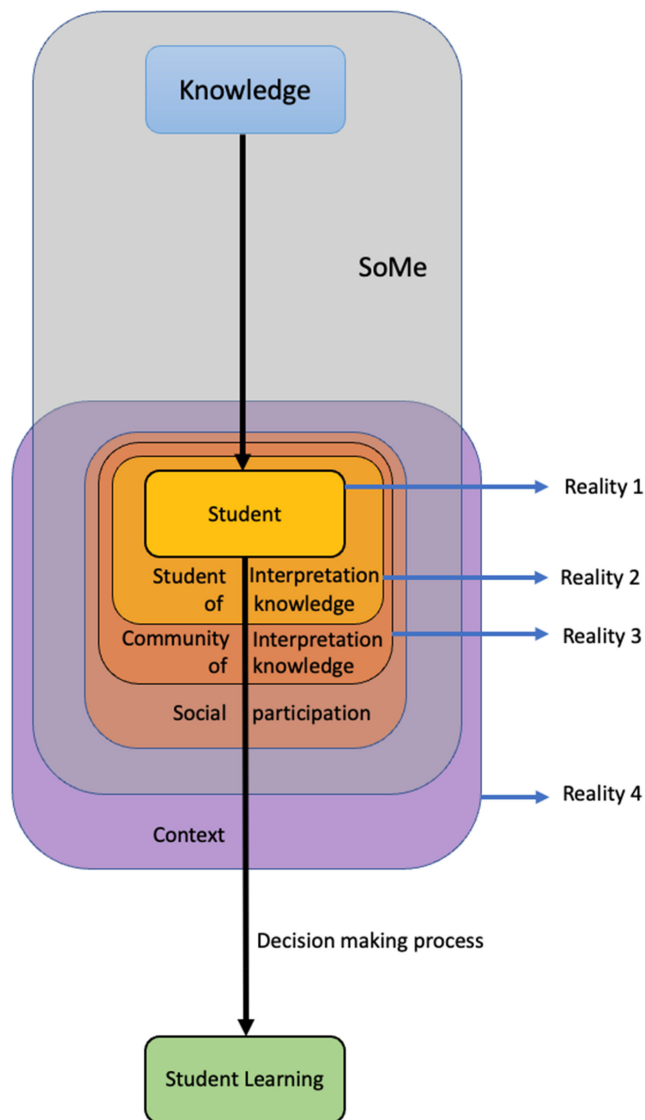 Knowledge
SoMe
Student
Reality 1
Student Interpretation
of knowledge
Reality 2
Community Interpretation
of knowledge
Reality 3
Social participation
Reality 4
Context
Decision making process
Student Learning